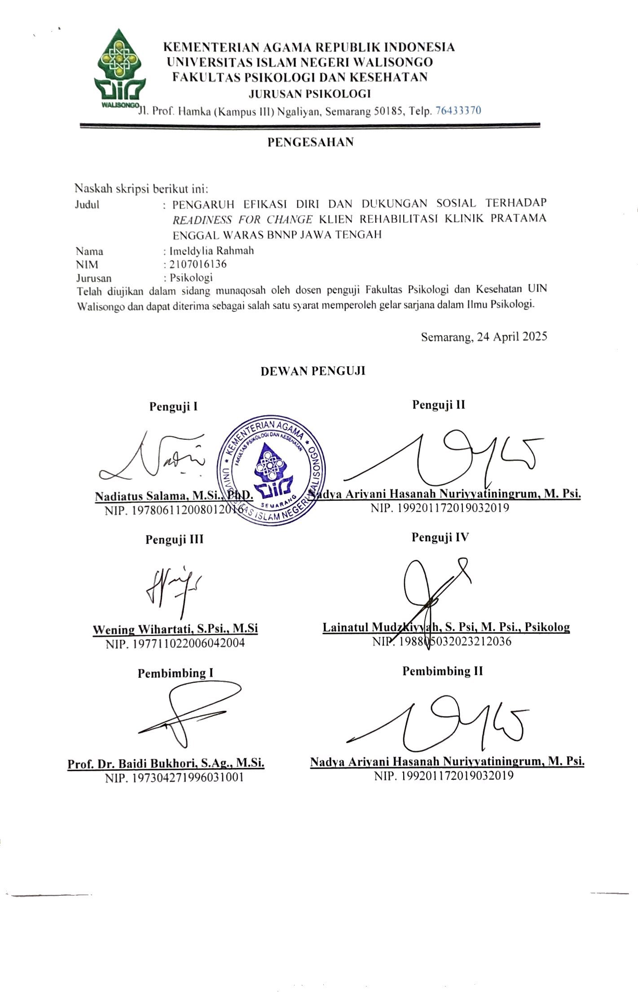 KEMENTERIAN AGAMA REPUBLIK INDONESIA
UNIVERSITAS ISLAM NEGERI WALISONGO
FAKULTAS PSIKOLOGI DAN KESEHATAN
JURUSAN PSIKOLOGI
WALISONGO
Jl. Prof. Hamka (Kampus III) Ngaliyan, Semarang 50185, Telp. 76433370
PENGESAHAN
Naskah skripsi berikut ini:
Judul : PENGARUH EFIKASI DIRI DAN DUKUNGAN SOSIAL TERHADAP
READINESS FOR CHANGE KLIEN REHABILITASI KLINIK PRATAMA
ENGGAL WARAS BNNP JAWA TENGAH
Nama : Imeldylia Rahmah
NIM : 2107016136
Jurusan : Psikologi
Telah diujikan dalam sidang munaqosah oleh dosen penguji Fakultas Psikologi dan Kesehatan UIN
Walisongo dan dapat diterima sebagai salah satu syarat memperoleh gelar sarjana dalam Ilmu Psikologi.
Semarang, 24 April 2025
DEWAN PENGUJI
Penguji I Penguji II
KEMENTERIAN AGAMA
FAKULTAS PSIKOLOGI DAN KESEHATAN
UIN
SEMARANG
UNIVERSITAS ISLAM NEGERI WALISONGO
Nadiatus Salama, M.Si., PhD. Nadya Ariyani Hasanah Nuriyyatiningrum, M. Psi.
NIP. 197806112008012016 NIP. 199201172019032019
Penguji III Penguji IV
Wening Wihartati, S.Psi., M.Si Lainatul Mudzkiyyah, S. Psi, M. Psi., Psikolog
NIP. 197711022006042004 NIP. 198805032023212036
Pembimbing I Pembimbing II
Prof. Dr. Baidi Bukhori, S.Ag., M.Si. Nadya Ariyani Hasanah Nuriyyatiningrum, M. Psi.
NIP. 197304271996031001 NIP. 199201172019032019